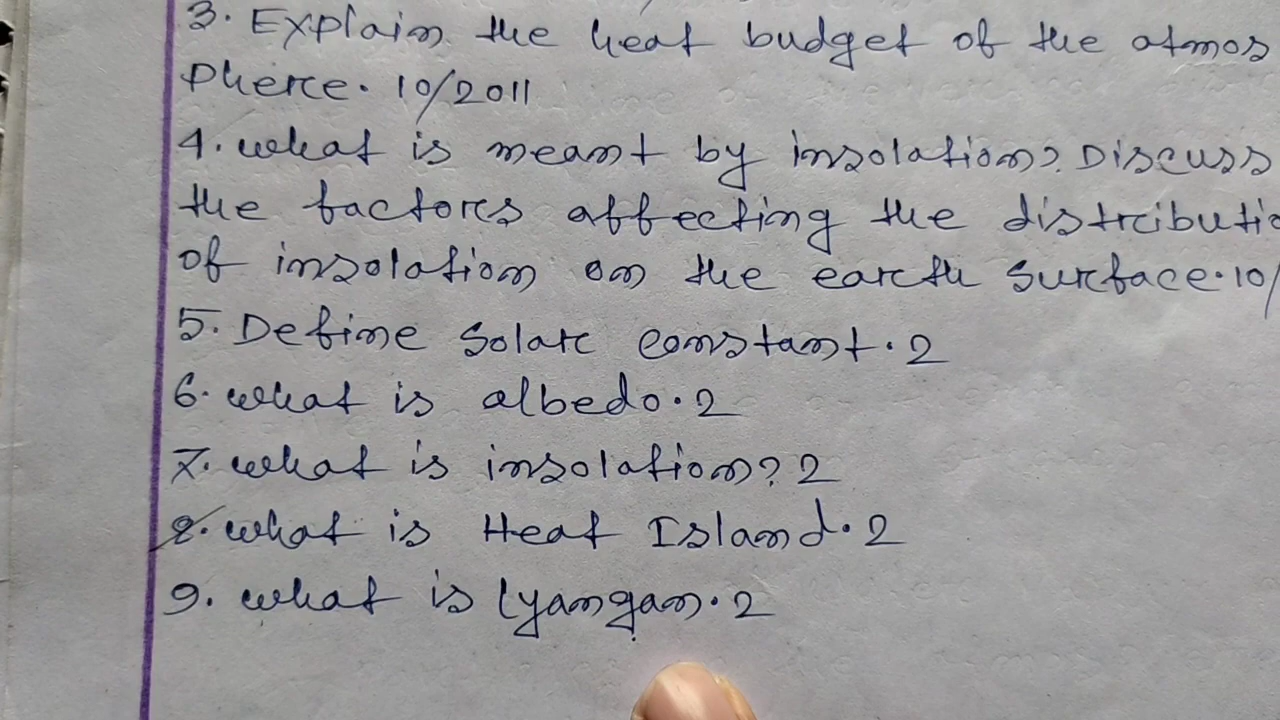 3. Explain the heat budget of the atmos
phere. 10/2011
4. what is meant by insolation? Discuss
the factors affecting the distributio
of insolation on the earth surface. 10/
5. Define Solar constant. 2
6. what is albedo. 2
7. what is insolation? 2
8. what is Heat Island. 2
9. what is lyangan. 2